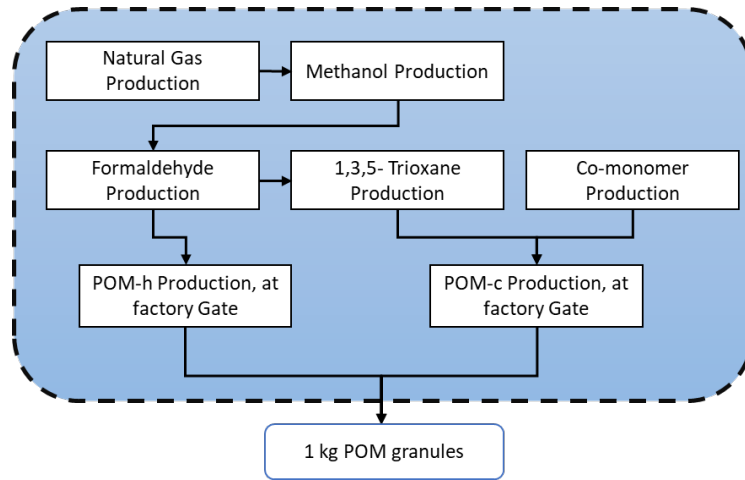 Natural Gas
Production
Methanol Production
Formaldehyde
Production
1,3,5- Trioxane
Production
Co-monomer
Production
POM-h Production, at
factory Gate
POM-c Production, at
factory Gate
1 kg POM granules